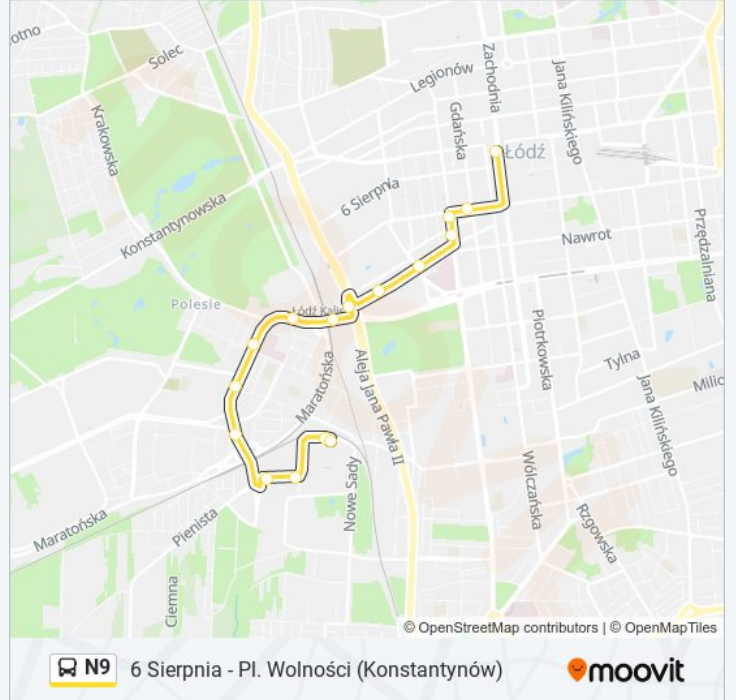 otno
Solec
Zachodnia
Legionów
Jana Kilińskiego
Krakowska
Gdańska
Łódź
6 Sierpnia
Konstantynowska
Nawrot
Przędzalniana
Polesie
Łódź Kalis
Piotrkowska
Maratońska
Aleja Jana Pawła II
Tylna
Jana Kilińskiego
Milic
Wólczańska
Nowe Sady
Rzgowska
Maratońska
Pienista
Ciemna
© OpenStreetMap contributors | © OpenMapTiles
N9
6 Sierpnia - Pl. Wolności (Konstantynów)
moovit